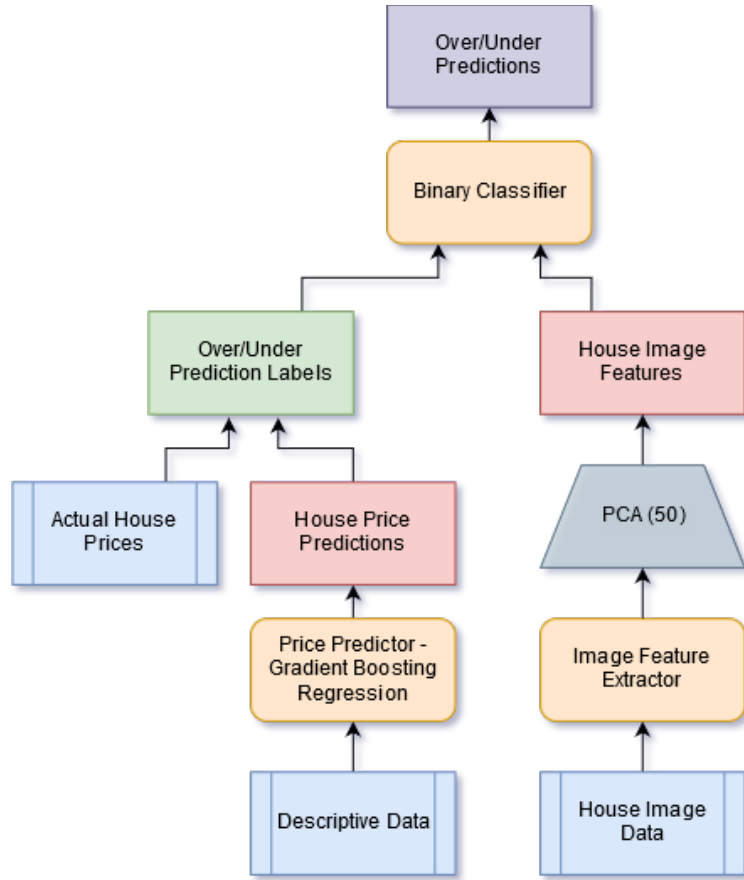 Over/Under
Predictions
Binary Classifier
Over/Under
Prediction Labels
House Image
Features
Actual House
Prices
House Price
Predictions
PCA (50)
Price Predictor -
Gradient Boosting
Regression
Image Feature
Extractor
Descriptive Data
House Image
Data